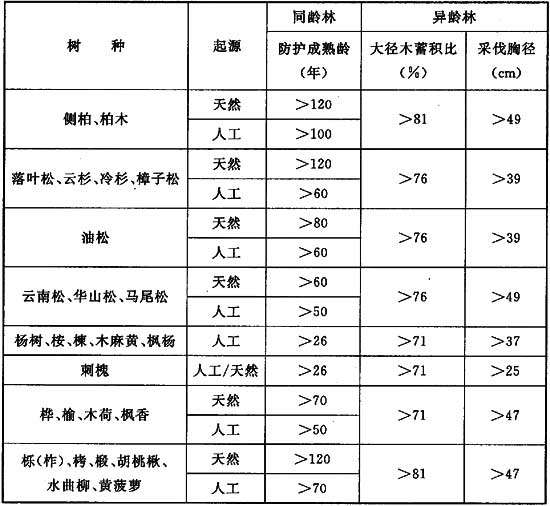 树 种 起源 同龄林 异龄林
防护成熟龄(年) 大径木蓄积比(%) 采伐胸径(cm)
侧柏、柏木 天然 >120 >81 >49
人工 >100
落叶松、云杉、冷杉、樟子松 天然 >120 >76 >39
人工 >60
油松 天然 >80 >76 >39
人工 >60
云南松、华山松、马尾松 天然 >60 >76 >49
人工 >50
杨树、桉、楝、木麻黄、枫杨 人工 >26 >71 >37
刺槐 人工/天然 >26 >71 >25
桦、榆、木荷、枫香 天然 >70 >71 >47
人工 >50
栎(柞)、栲、椴、胡桃楸、 天然 >120 >81 >47
水曲柳、黄菠萝 人工 >70